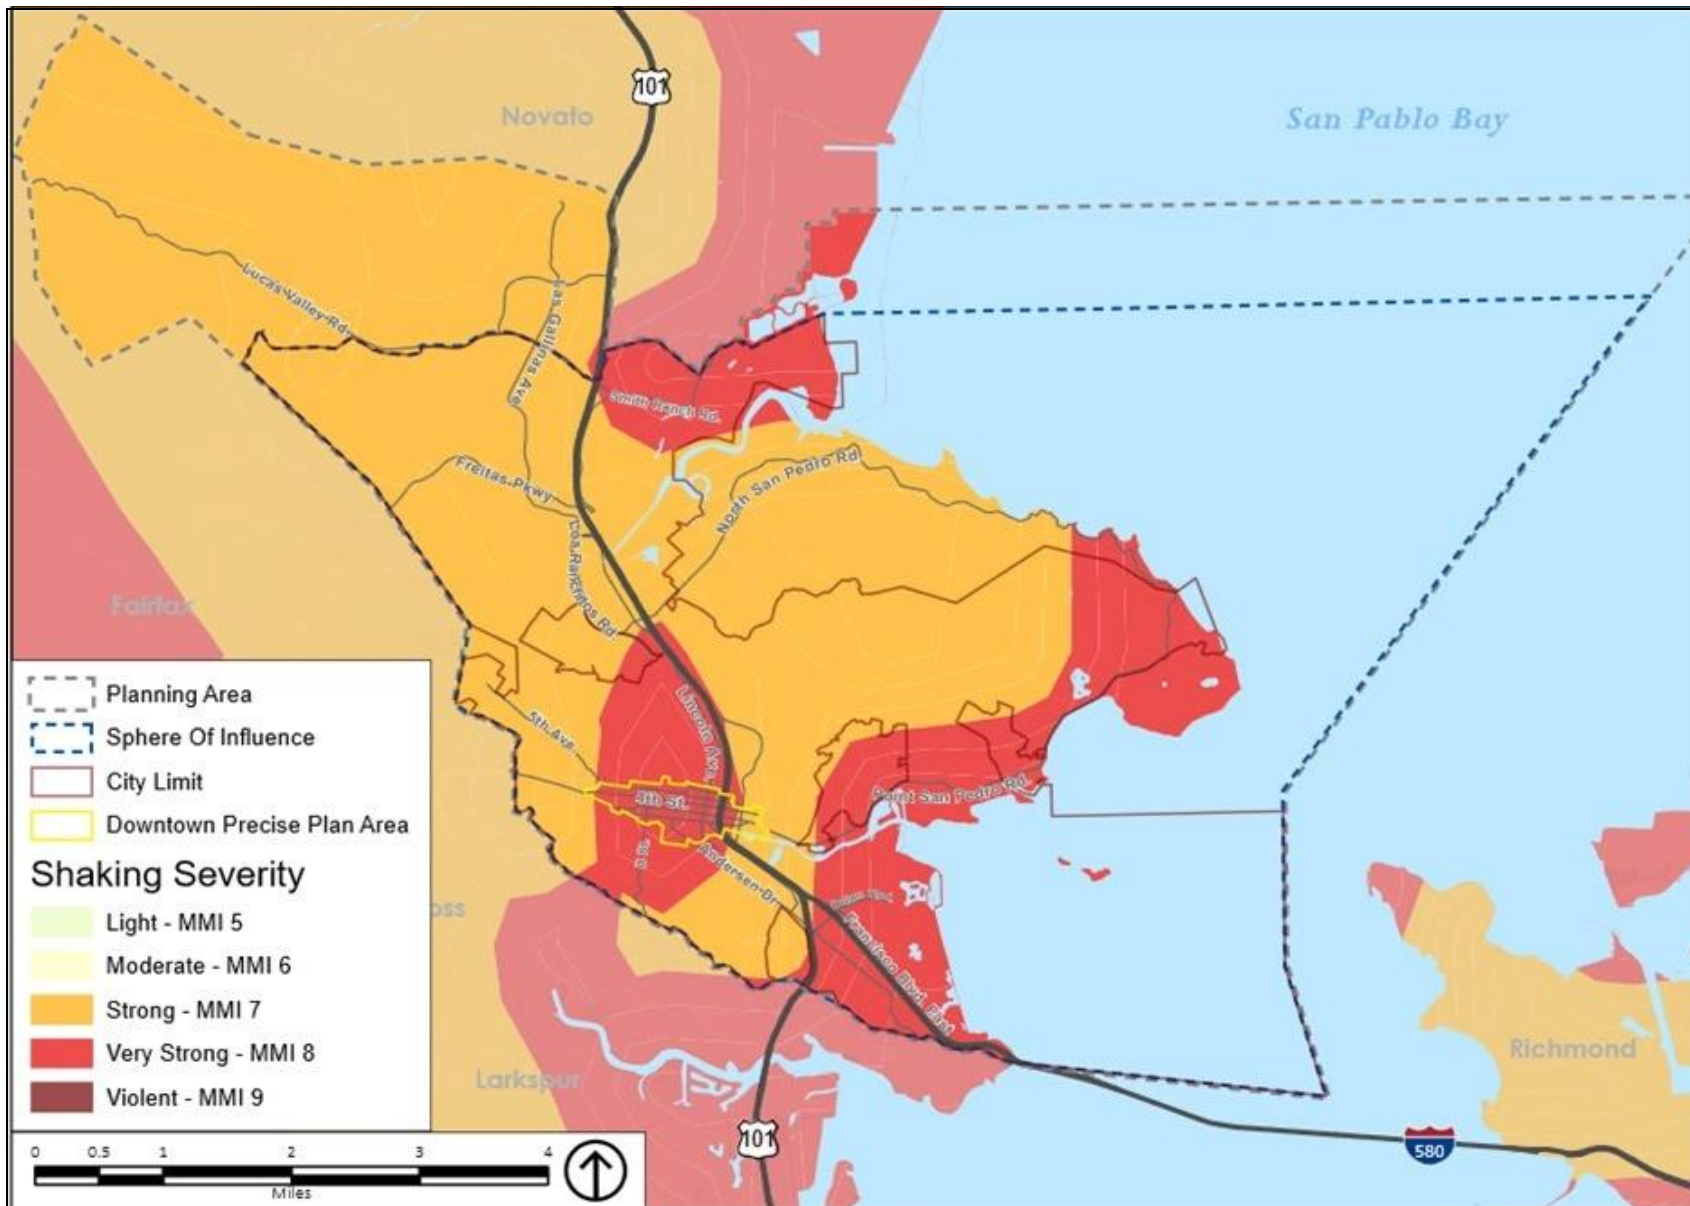 101
Novato
San Pablo Bay
Lucas Valley Rd.
Las Gallinas Ave
Smith Ranch Rd.
Freitas Pkwy
North San Pedro Rd.
Los Ranchitos Rd.
Fairfax
Lincoln Ave.
5th Ave.
4th St.
Point San Pedro Rd.
Andersen Dr.
Francisco Blvd. East
oss
Larkspur
Richmond
101
580
Planning Area
Sphere Of Influence
City Limit
Downtown Precise Plan Area
Shaking Severity
Light - MMI 5
Moderate - MMI 6
Strong - MMI 7
Very Strong - MMI 8
Violent - MMI 9
0 0.5 1 2 3 4
Miles